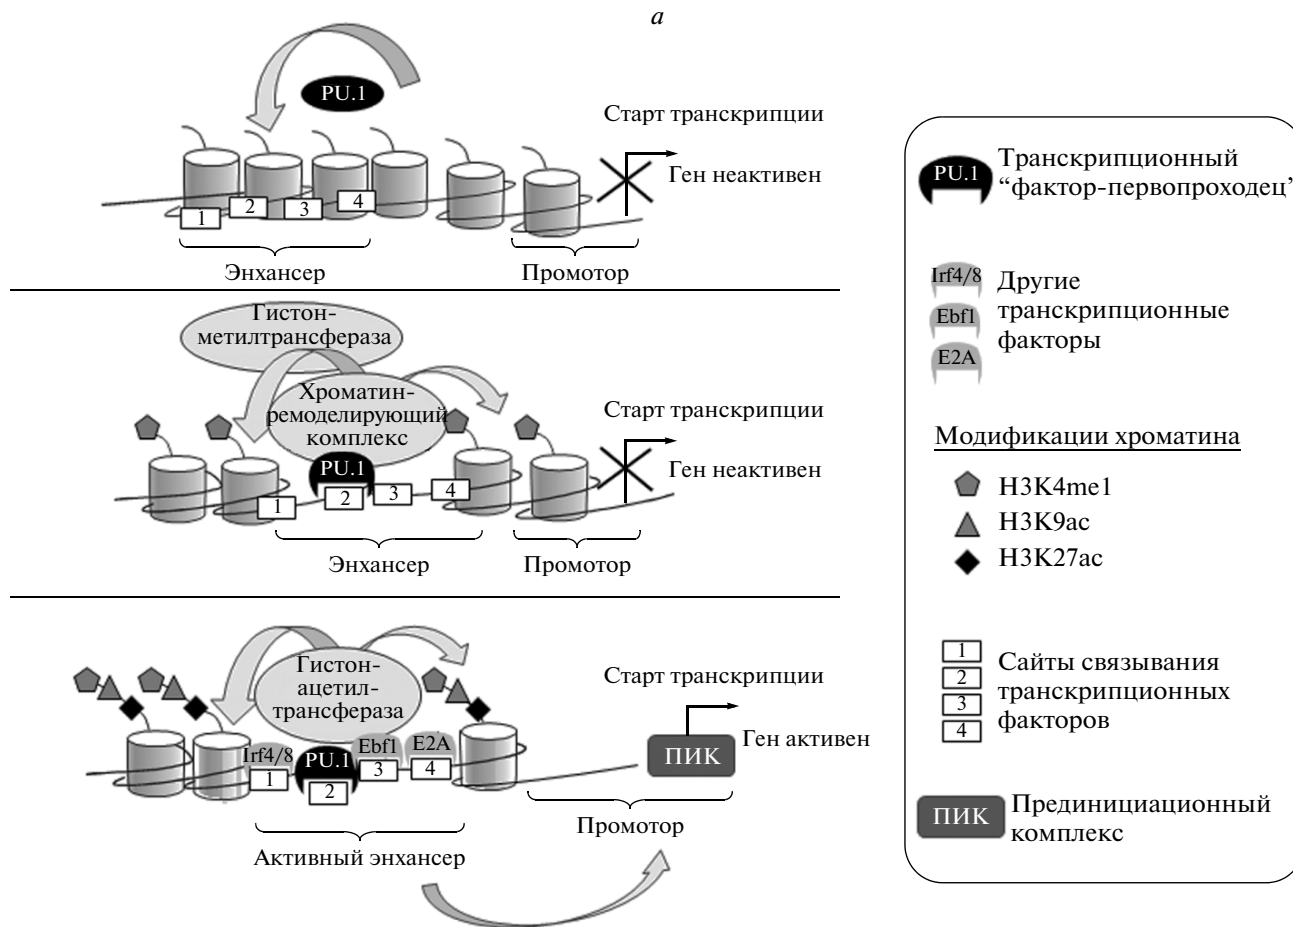 а
PU.1
Старт транскрипции
Ген неактивен
1
2
3
4
Энхансер
Промотор
Гистон-
метилтрансфераза
Хроматин-
ремоделирующий
комплекс
Старт транскрипции
Ген неактивен
PU.1
1
2
3
4
Энхансер
Промотор
Гистон-
ацетил-
трансфераза
Старт транскрипции
Ген активен
Irf4/8
PU.1
Ebf1
E2A
ПИК
1
2
3
4
Промотор
Активный энхансер
PU.1
Транскрипционный
“фактор-первопроходец”
Irf4/8
Ebf1
E2A
Другие
транскрипционные
факторы
Модификации хроматина
H3K4me1
H3K9ac
H3K27ac
1
2
3
4
Сайты связывания
транскрипционных
факторов
ПИК
Прединициационный
комплекс